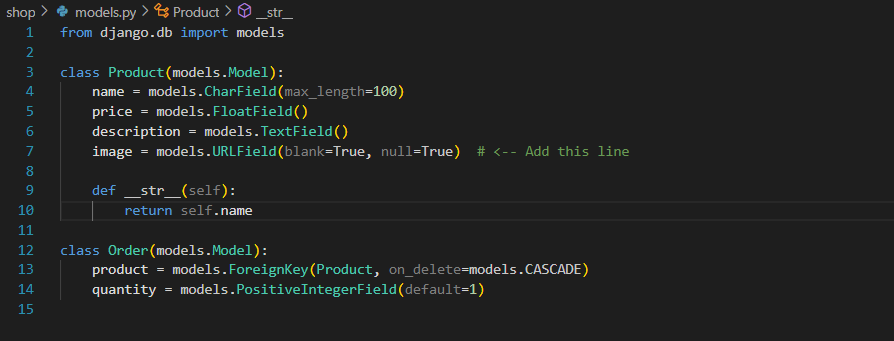 shop > models.py > Product > __str__
1 from django.db import models
2
3 class Product(models.Model):
4     name = models.CharField(max_length=100)
5     price = models.FloatField()
6     description = models.TextField()
7     image = models.URLField(blank=True, null=True)  # <-- Add this line
8
9     def __str__(self):
10         return self.name
11
12 class Order(models.Model):
13     product = models.ForeignKey(Product, on_delete=models.CASCADE)
14     quantity = models.PositiveIntegerField(default=1)
15